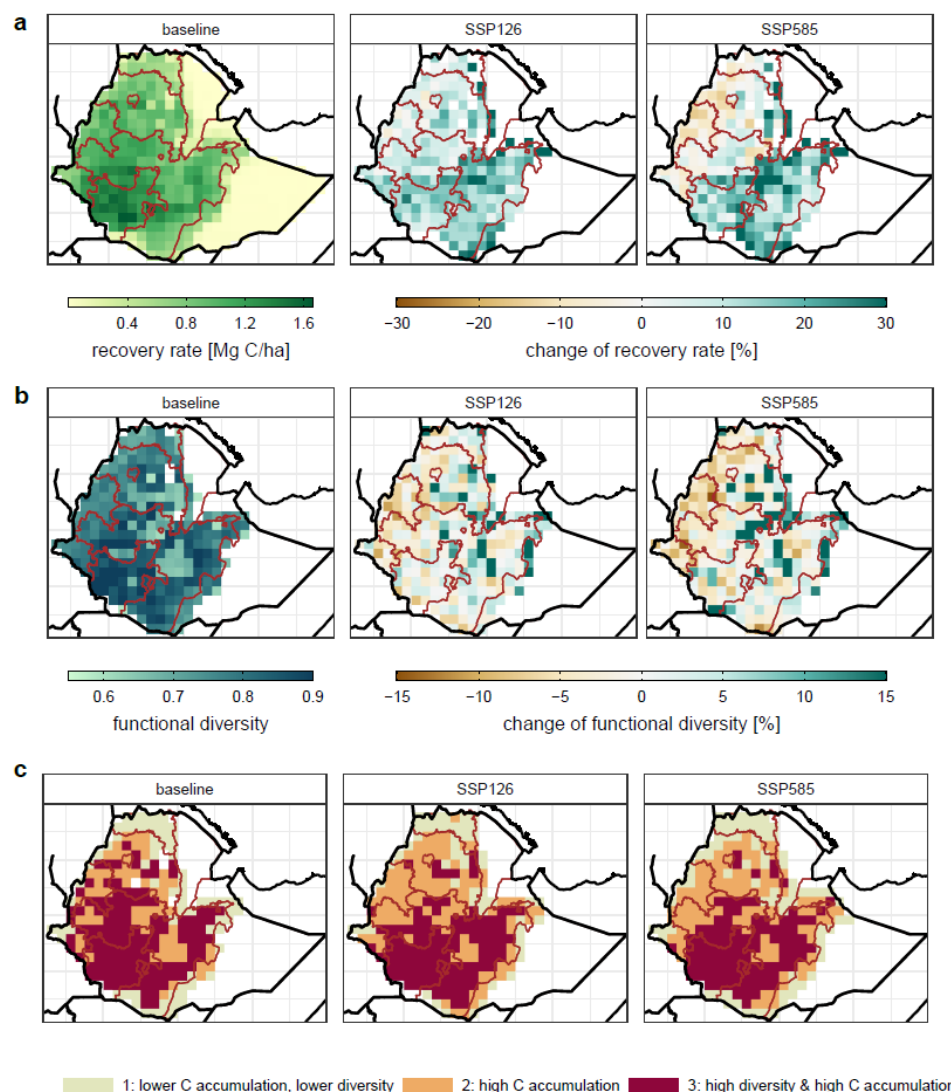 a
baseline SSP126 SSP585
0.4 0.8 1.2 1.6 −30 −20 −10 0 10 20 30
recovery rate [Mg C/ha] change of recovery rate [%]
b
baseline SSP126 SSP585
0.6 0.7 0.8 0.9 −15 −10 −5 0 5 10 15
functional diversity change of functional diversity [%]
c
baseline SSP126 SSP585
1: lower C accumulation, lower diversity 2: high C accumulation 3: high diversity & high C accumulation